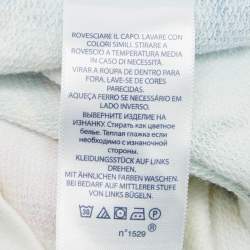 ROVESCIARE IL CAPO. LAVARE CON
COLORI SIMILI. STIRARE A
ROVESCIO A TEMPERATURA MEDIA
IN CASO DI NECESSITÀ.
VIRAR A ROUPA DE DENTRO PARA
FORA. LAVE-SE DE CORES
PARECIDAS.
AQUEÇA FERRO SE NECESSÁRIO EM
LADO INVERSO.
ВЫВЕРНИТЕ ИЗДЕЛИЕ НА
ИЗНАНКУ. Стирать как цветное
белье. Теплая глажка если
необходимо с изнаночной
стороны.
KLEIDUNGSSTÜCK AUF LINKS
DREHEN.
MIT ÄHNLICHEN FARBEN WASCHEN.
BEI BEDARF AUF MITTLERER STUFE
VON LINKS BÜGELN.
30
n°1529